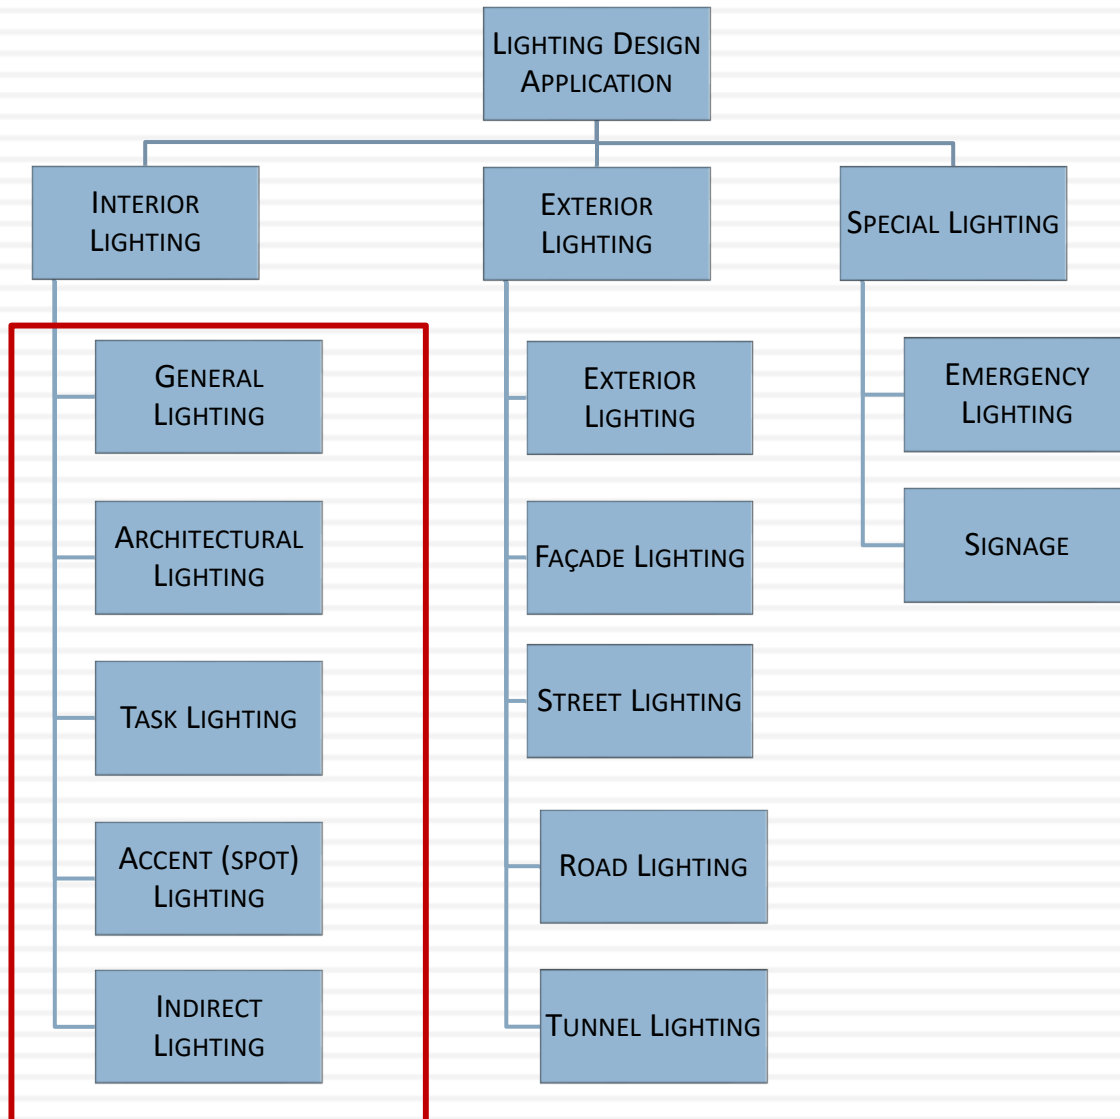 LIGHTING DESIGN
APPLICATION
INTERIOR
LIGHTING
EXTERIOR
LIGHTING
SPECIAL LIGHTING
GENERAL
LIGHTING
ARCHITECTURAL
LIGHTING
TASK LIGHTING
ACCENT (SPOT)
LIGHTING
INDIRECT
LIGHTING
EXTERIOR
LIGHTING
FAÇADE LIGHTING
STREET LIGHTING
ROAD LIGHTING
TUNNEL LIGHTING
EMERGENCY
LIGHTING
SIGNAGE